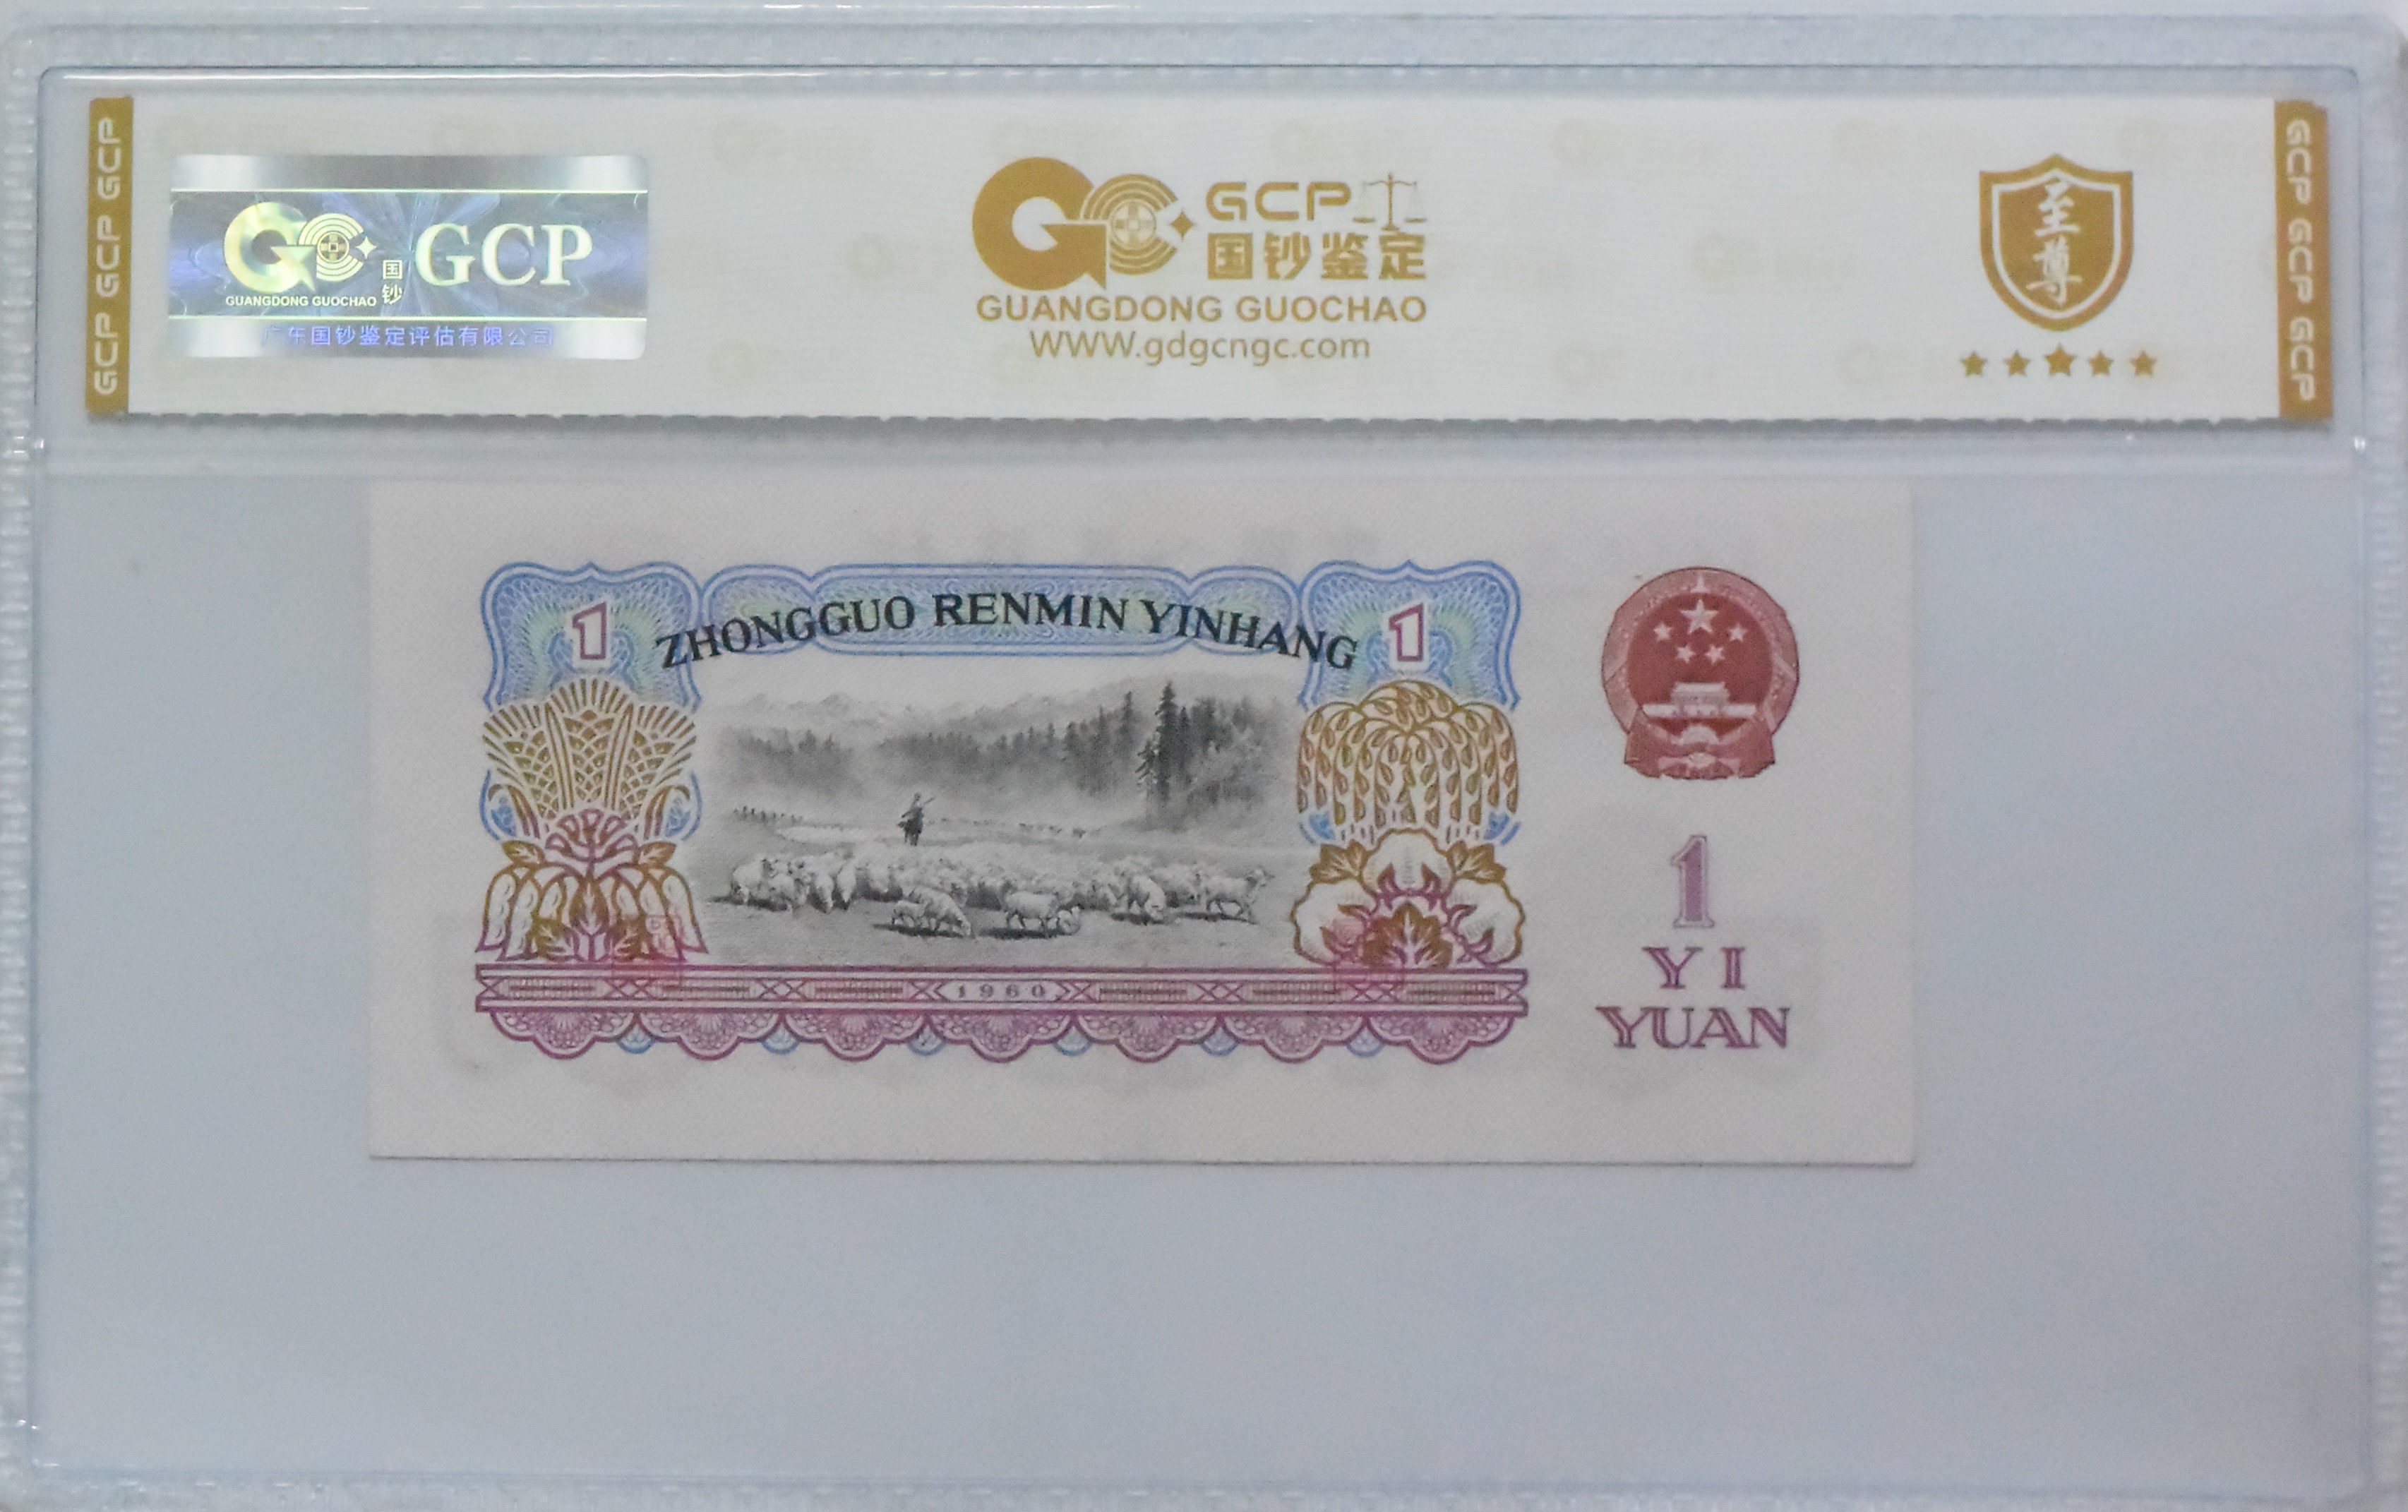 GCP GCP GCP
国钞 GCP
GUANGDONG GUOCHAO
广东国钞鉴定评估有限公司
GCP
国钞鉴定
GUANGDONG GUOCHAO
WWW.gdgcngc.com
至尊
GCP GCP GCP
1 ZHONGGUO RENMIN YINHANG 1
1960
1
YI
YUAN